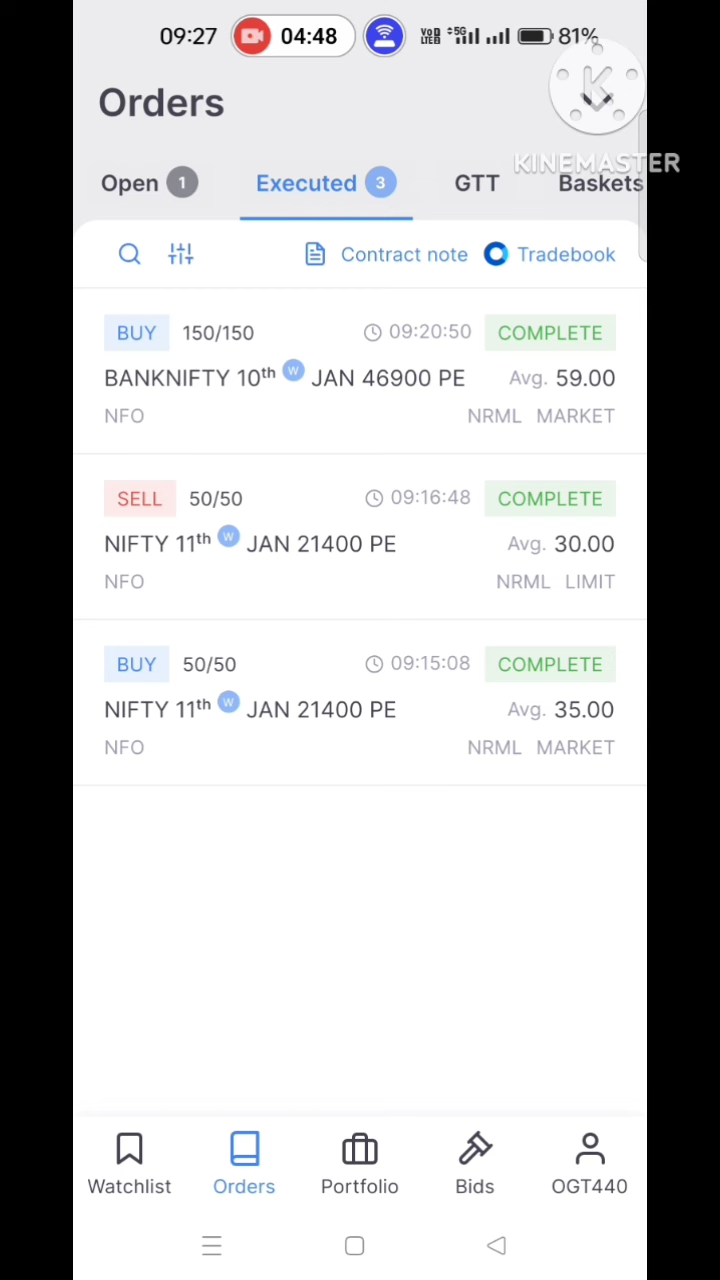 09:27 04:48 VoD LTEB 5G 81%
Orders
KINEMASTER
Open 1 Executed 3 GTT Baskets
Contract note Tradebook
BUY 150/150 09:20:50 COMPLETE
BANKNIFTY 10th W JAN 46900 PE Avg. 59.00
NFO NRML MARKET
SELL 50/50 09:16:48 COMPLETE
NIFTY 11th W JAN 21400 PE Avg. 30.00
NFO NRML LIMIT
BUY 50/50 09:15:08 COMPLETE
NIFTY 11th W JAN 21400 PE Avg. 35.00
NFO NRML MARKET
Watchlist Orders Portfolio Bids OGT440